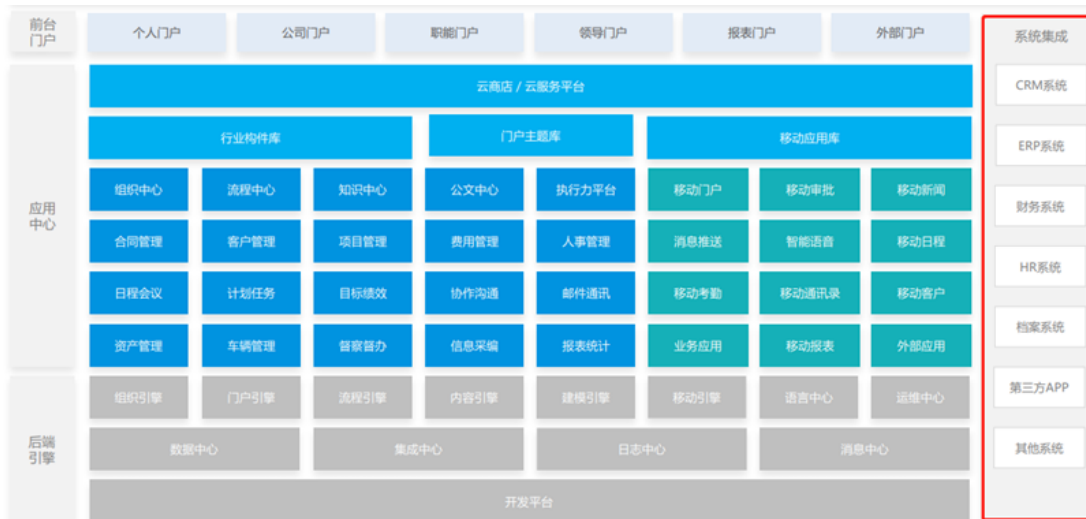 前台
门户
个人门户
公司门户
职能门户
领导门户
报表门户
外部门户
应用
中心
云商店 / 云服务平台
行业构件库
门户主题库
移动应用库
组织中心
流程中心
知识中心
公文中心
执行力平台
移动门户
移动审批
移动新闻
合同管理
客户管理
项目管理
费用管理
人事管理
消息推送
智能语音
移动日程
日程会议
计划任务
目标绩效
协作沟通
邮件通讯
移动考勤
移动通讯录
移动客户
资产管理
车辆管理
督察督办
信息采编
报表统计
业务应用
移动报表
外部应用
后端
引擎
组织引擎
门户引擎
流程引擎
内容引擎
建模引擎
移动引擎
语言中心
运维中心
数据中心
集成中心
日志中心
消息中心
开发平台
系统集成
CRM系统
ERP系统
财务系统
HR系统
档案系统
第三方APP
其他系统